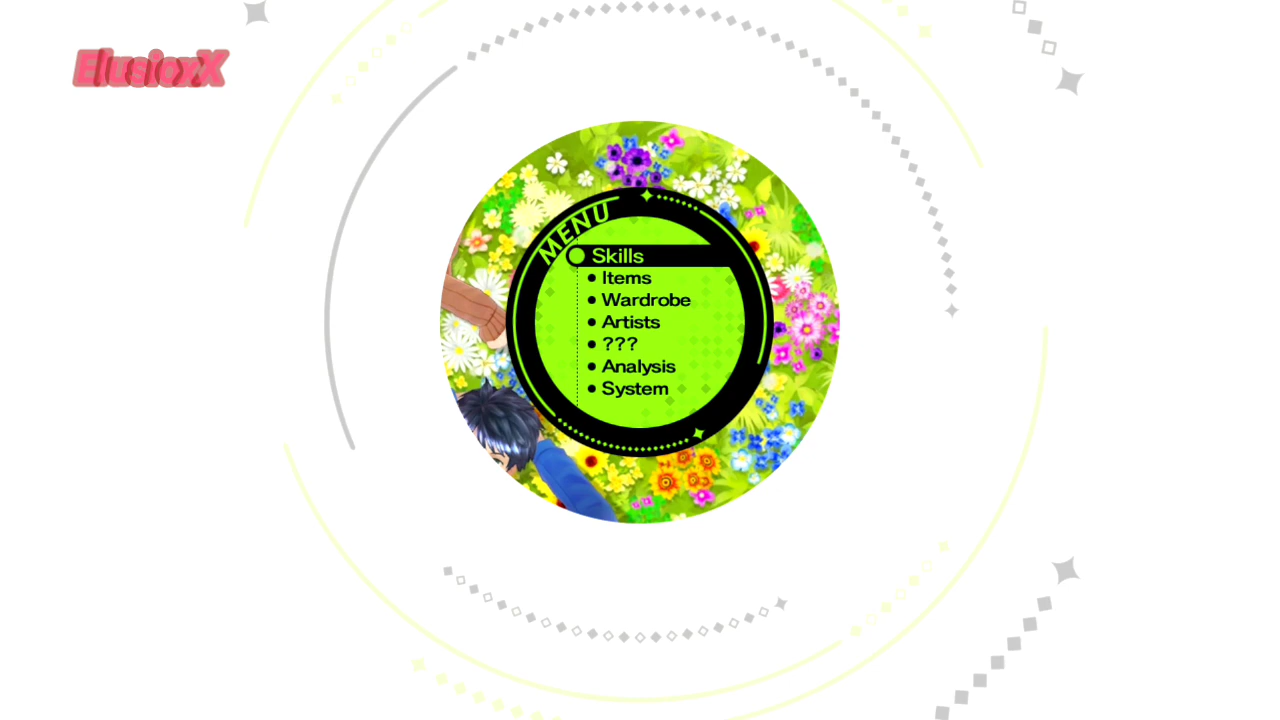 ElusioxX
MENU
Skills
Items
Wardrobe
Artists
???
Analysis
System